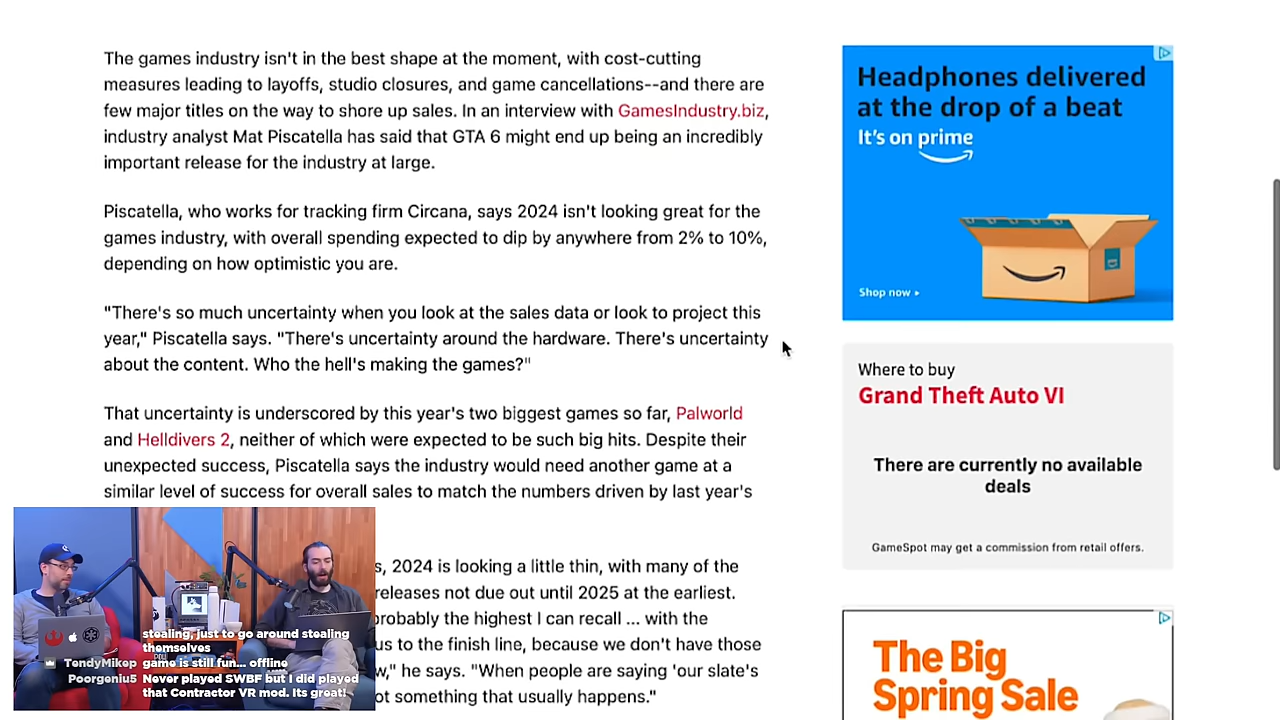 The games industry isn't in the best shape at the moment, with cost-cutting
measures leading to layoffs, studio closures, and game cancellations--and there are
few major titles on the way to shore up sales. In an interview with GamesIndustry.biz,
industry analyst Mat Piscatella has said that GTA 6 might end up being an incredibly
important release for the industry at large.
Piscatella, who works for tracking firm Circana, says 2024 isn't looking great for the
games industry, with overall spending expected to dip by anywhere from 2% to 10%,
depending on how optimistic you are.
"There's so much uncertainty when you look at the sales data or look to project this
year," Piscatella says. "There's uncertainty around the hardware. There's uncertainty
about the content. Who the hell's making the games?"
That uncertainty is underscored by this year's two biggest games so far, Palworld
and Helldivers 2, neither of which were expected to be such big hits. Despite their
unexpected success, Piscatella says the industry would need another game at a
similar level of success for overall sales to match the numbers driven by last year's
s, 2024 is looking a little thin, with many of the
releases not due out until 2025 at the earliest.
probably the highest I can recall ... with the
us to the finish line, because we don't have those
w," he says. "When people are saying 'our slate's
ot something that usually happens."
stealing, just to go around stealing
themselves
TendyMikep game is still fun... offline
Poorgenius Never played SWBF but I did played
that Contractor VR mod. Its great!
Headphones delivered
at the drop of a beat
It's on prime
Shop now
Where to buy
Grand Theft Auto VI
There are currently no available
deals
GameSpot may get a commission from retail offers.
The Big
Spring Sale